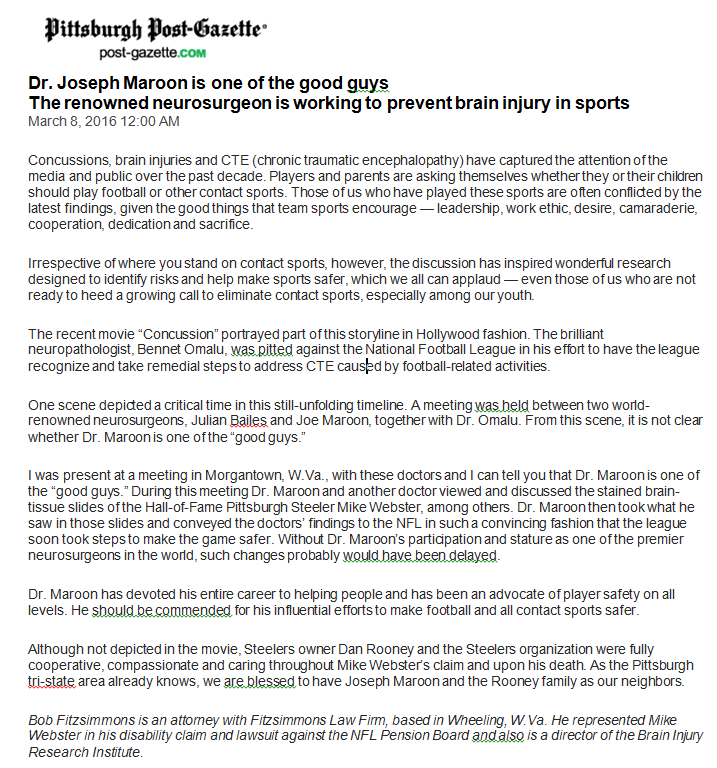 Pittsburgh Post-Gazette®
post-gazette.COM
Dr. Joseph Maroon is one of the good guys
The renowned neurosurgeon is working to prevent brain injury in sports
March 8, 2016 12:00 AM
Concussions, brain injuries and CTE (chronic traumatic encephalopathy) have captured the attention of the
media and public over the past decade. Players and parents are asking themselves whether they or their children
should play football or other contact sports. Those of us who have played these sports are often conflicted by the
latest findings, given the good things that team sports encourage — leadership, work ethic, desire, camaraderie,
cooperation, dedication and sacrifice.
Irrespective of where you stand on contact sports, however, the discussion has inspired wonderful research
designed to identify risks and help make sports safer, which we all can applaud — even those of us who are not
ready to heed a growing call to eliminate contact sports, especially among our youth.
The recent movie “Concussion” portrayed part of this storyline in Hollywood fashion. The brilliant
neuropathologist, Bennet Omalu, was pitted against the National Football League in his effort to have the league
recognize and take remedial steps to address CTE caused by football-related activities.
One scene depicted a critical time in this still-unfolding timeline. A meeting was held between two world-
renowned neurosurgeons, Julian Bailes and Joe Maroon, together with Dr. Omalu. From this scene, it is not clear
whether Dr. Maroon is one of the “good guys.”
I was present at a meeting in Morgantown, W.Va., with these doctors and I can tell you that Dr. Maroon is one of
the “good guys.” During this meeting Dr. Maroon and another doctor viewed and discussed the stained brain-
tissue slides of the Hall-of-Fame Pittsburgh Steeler Mike Webster, among others. Dr. Maroon then took what he
saw in those slides and conveyed the doctors’ findings to the NFL in such a convincing fashion that the league
soon took steps to make the game safer. Without Dr. Maroon’s participation and stature as one of the premier
neurosurgeons in the world, such changes probably would have been delayed.
Dr. Maroon has devoted his entire career to helping people and has been an advocate of player safety on all
levels. He should be commended for his influential efforts to make football and all contact sports safer.
Although not depicted in the movie, Steelers owner Dan Rooney and the Steelers organization were fully
cooperative, compassionate and caring throughout Mike Webster’s claim and upon his death. As the Pittsburgh
tri-state area already knows, we are blessed to have Joseph Maroon and the Rooney family as our neighbors.
Bob Fitzsimmons is an attorney with Fitzsimmons Law Firm, based in Wheeling, W.Va. He represented Mike
Webster in his disability claim and lawsuit against the NFL Pension Board and also is a director of the Brain Injury
Research Institute.